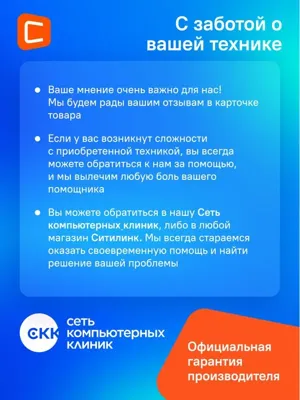 С заботой о
вашей технике
Ваше мнение очень важно для нас!
Мы будем рады вашим отзывам в карточке
товара
Если у вас возникнут сложности
с приобретенной техникой, вы всегда
можете обратиться к нам за помощью,
и мы вылечим любую боль вашего
помощника
Вы можете обратиться в нашу Сеть
компьютерных клиник, либо в любой
магазин Ситилинк. Мы всегда стараемся
оказать своевременную помощь и найти
решение вашей проблемы
СКК
сеть
компьютерных
клиник
Официальная
гарантия
производителя